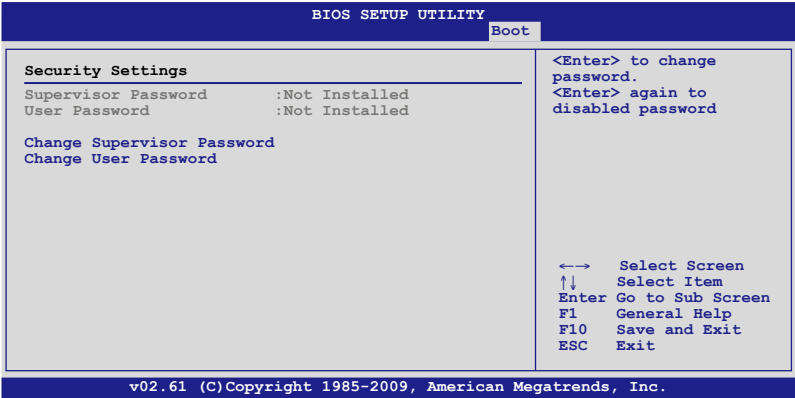 BIOS SETUP UTILITY
Boot
Security Settings
Supervisor Password :Not Installed
User Password :Not Installed
Change Supervisor Password
Change User Password
<Enter> to change
password.
<Enter> again to
disabled password
←→ Select Screen
↑↓ Select Item
Enter Go to Sub Screen
F1 General Help
F10 Save and Exit
ESC Exit
v02.61 (C)Copyright 1985-2009, American Megatrends, Inc.